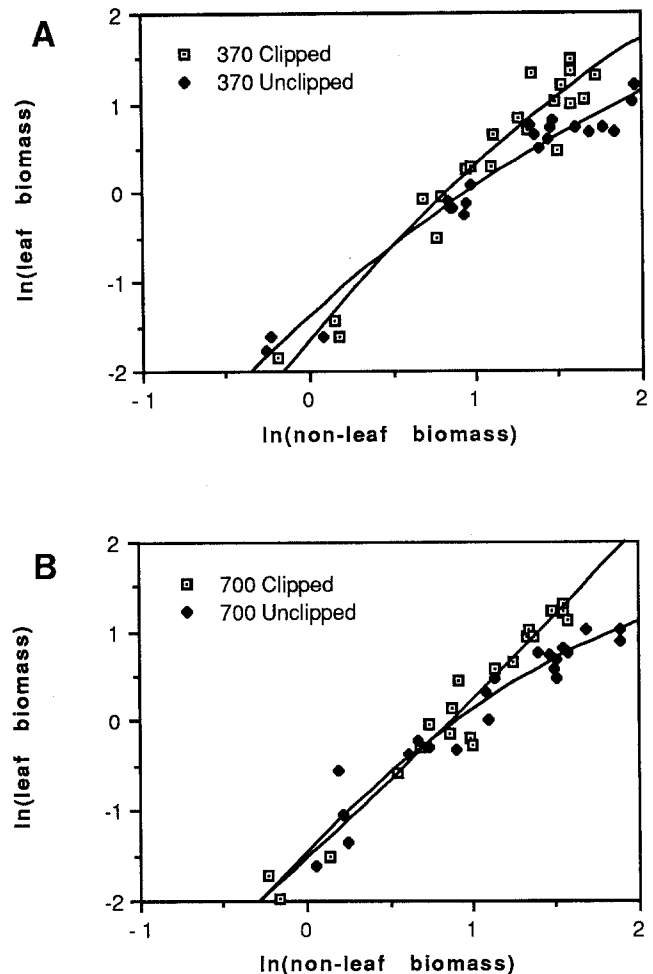 A
2
370 Clipped
370 Unclipped
1
0
-1
-2
ln(leaf biomass)
-1
0
1
2
ln(non-leaf biomass)
B
2
700 Clipped
700 Unclipped
1
0
-1
-2
ln(leaf biomass)
-1
0
1
2
ln(non-leaf biomass)